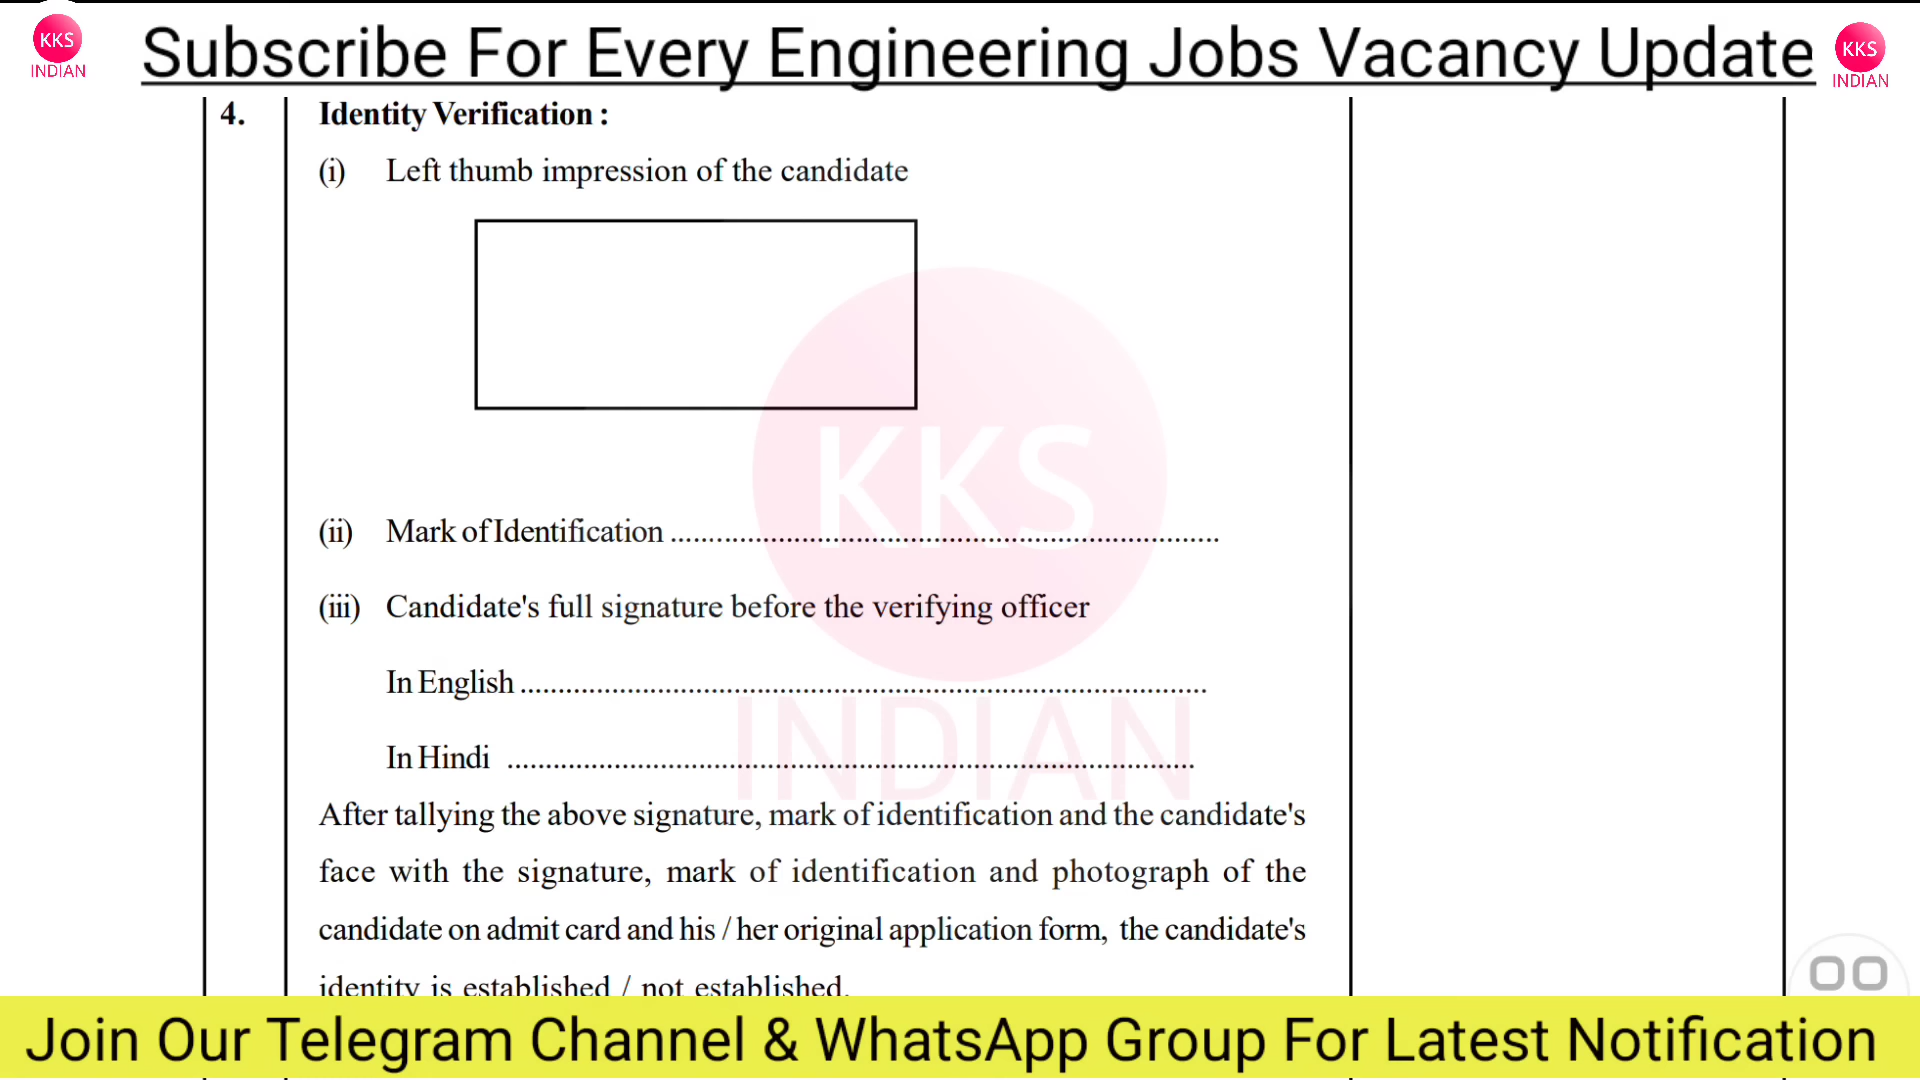 KKS
INDIAN
Subscribe For Every Engineering Jobs Vacancy Update
KKS
INDIAN
4. Identity Verification :
(i) Left thumb impression of the candidate
KKS
INDIAN
(ii) Mark of Identification ........................................................................
(iii) Candidate's full signature before the verifying officer
In English ..........................................................................................
In Hindi ..........................................................................................
After tallying the above signature, mark of identification and the candidate's
face with the signature, mark of identification and photograph of the
candidate on admit card and his / her original application form, the candidate's
identity is established / not established.
Join Our Telegram Channel & WhatsApp Group For Latest Notification